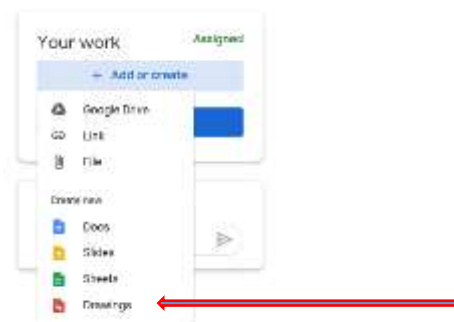 Your work
Assigned
+ Add or create
Google Drive
Link
File
Create new
Docs
Slides
Sheets
Drawings